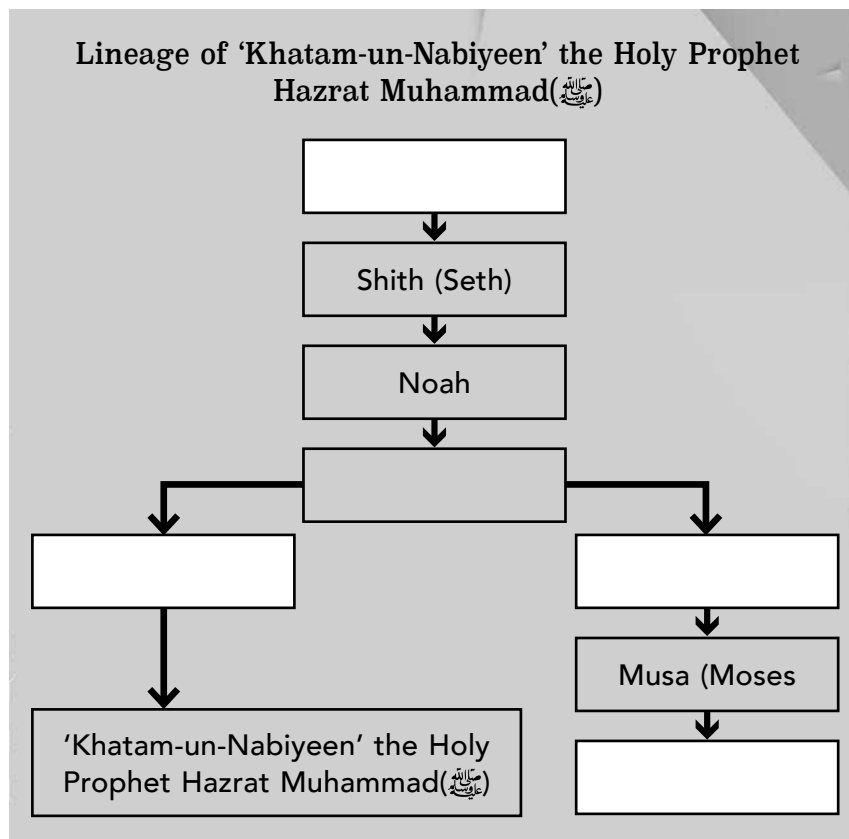 Lineage of ‘Khatam-un-Nabiyeen’ the Holy Prophet
Hazrat Muhammad(ﷺ)
Shith (Seth)
Noah
Musa (Moses
‘Khatam-un-Nabiyeen’ the Holy
Prophet Hazrat Muhammad(ﷺ)